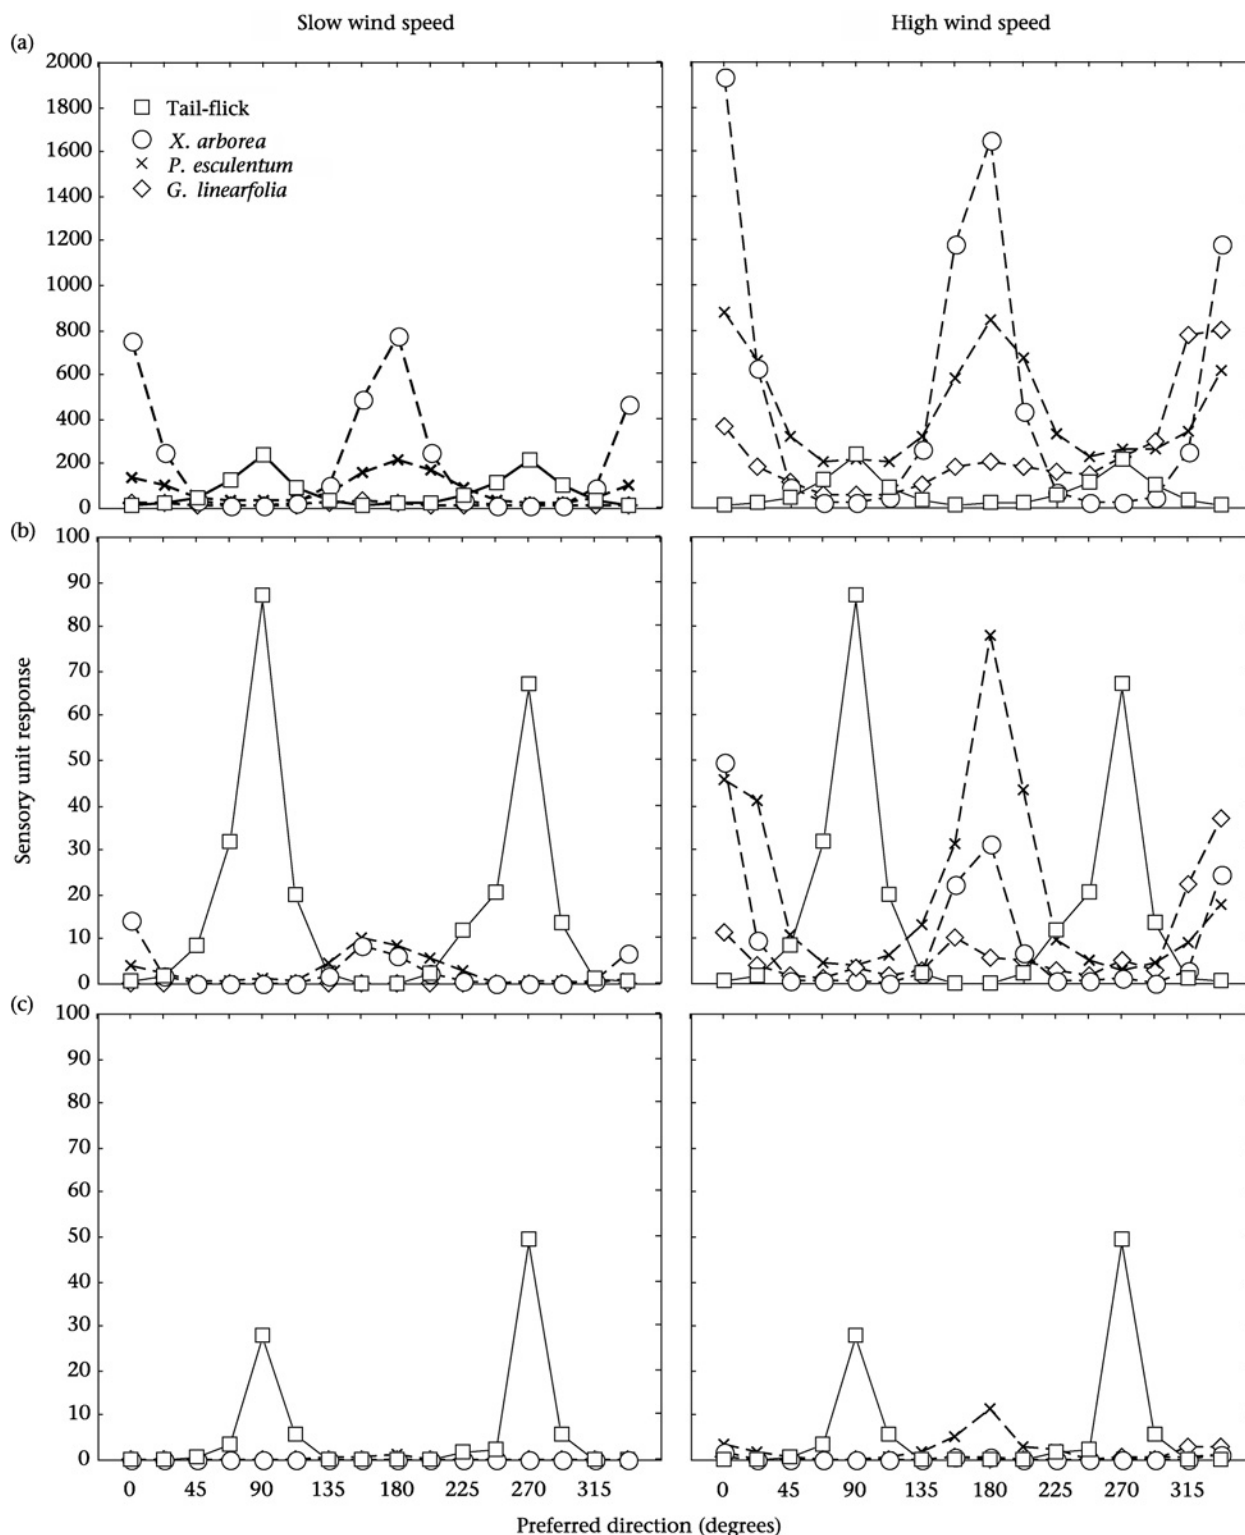 Slow wind speed
High wind speed
(a)
2000
1800
1600
1400
1200
1000
800
600
400
200
0
Tail-flick
X. arborea
P. esculentum
G. linearfolia
(b)
100
90
80
70
60
50
40
30
20
10
0
Sensory unit response
(c)
100
90
80
70
60
50
40
30
20
10
0
0 45 90 135 180 225 270 315
0 45 90 135 180 225 270 315
Preferred direction (degrees)